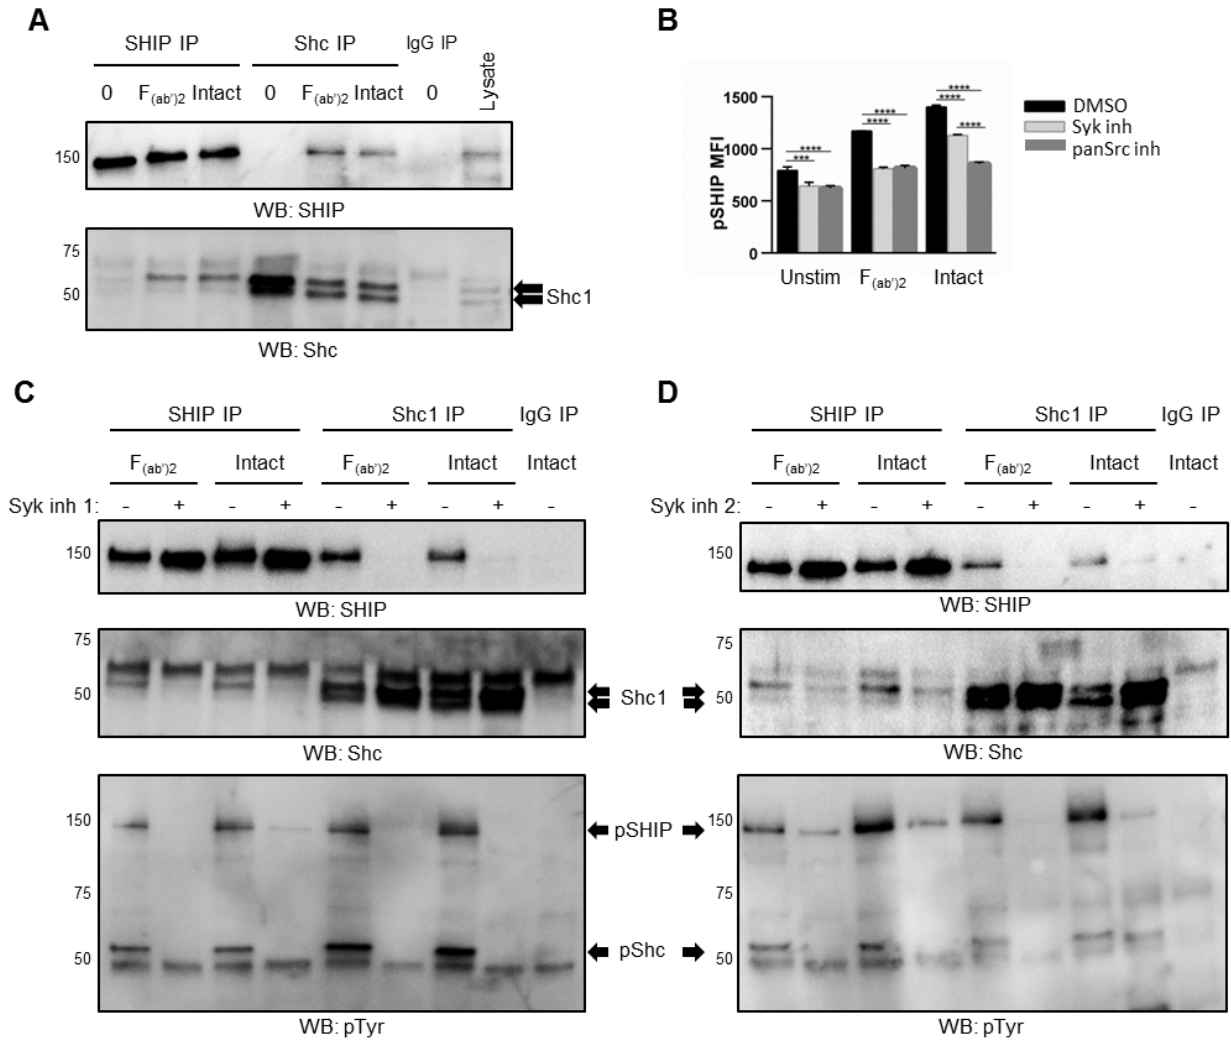 A
SHIP IP Shc IP IgG IP
0 F(ab')2 Intact 0 F(ab')2 Intact 0 Lysate
150
WB: SHIP
75
50
Shc1
WB: Shc
B
1500
1000
500
0
pSHIP MFI
*** **** **** **** **** **** ****
Unstim F(ab')2 Intact
DMSO
Syk inh
panSrc inh
C
SHIP IP Shc1 IP IgG IP
F(ab')2 Intact F(ab')2 Intact Intact
Syk inh 1: - + - + - + - + -
150
WB: SHIP
75
50
Shc1
WB: Shc
150
pSHIP
75
50
pShc
WB: pTyr
D
SHIP IP Shc1 IP IgG IP
F(ab')2 Intact F(ab')2 Intact Intact
Syk inh 2: - + - + - + - + -
150
WB: SHIP
75
50
WB: Shc
150
75
50
WB: pTyr